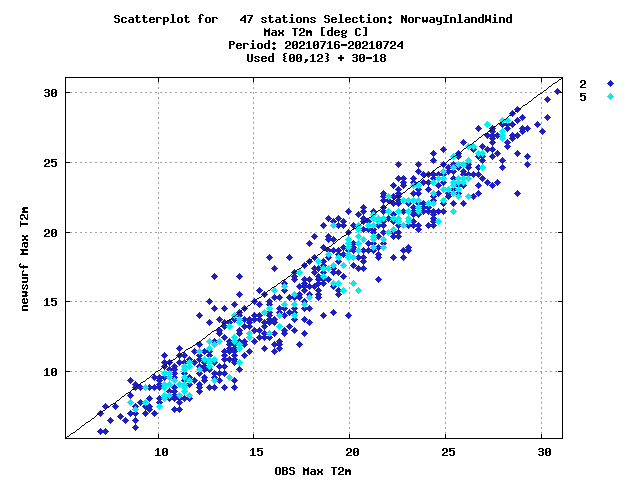 Scatterplot for 47 stations Selection: NorwayInlandWind
Max T2m [deg C]
Period: 20210716-20210724
Used {00,12} + 30-18
2
5
30
25
20
15
10
newsurf Max T2m
10 15 20 25 30
OBS Max T2m